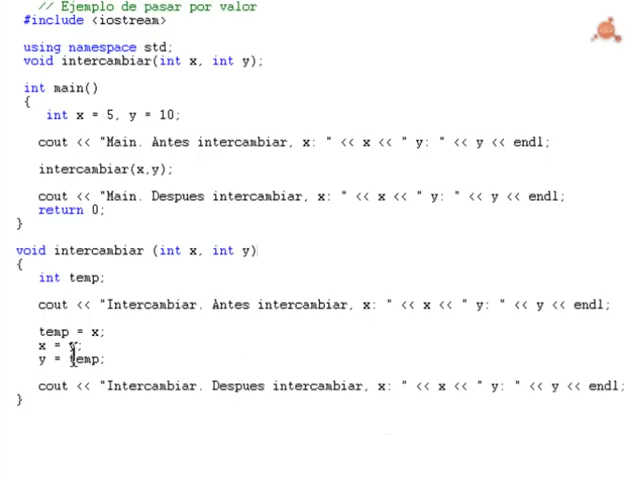 // Ejemplo de pasar por valor
#include <iostream>
using namespace std;
void intercambiar(int x, int y);
int main()
{
int x = 5, y = 10;
cout << "Main. Antes intercambiar, x: " << x << " y: " << y << endl;
intercambiar(x,y);
cout << "Main. Despues intercambiar, x: " << x << " y: " << y << endl;
return 0;
}
void intercambiar (int x, int y)
{
int temp;
cout << "Intercambiar. Antes intercambiar, x: " << x << " y: " << y << endl;
temp = x;
x = y;
y = temp;
cout << "Intercambiar. Despues intercambiar, x: " << x << " y: " << y << endl;
}